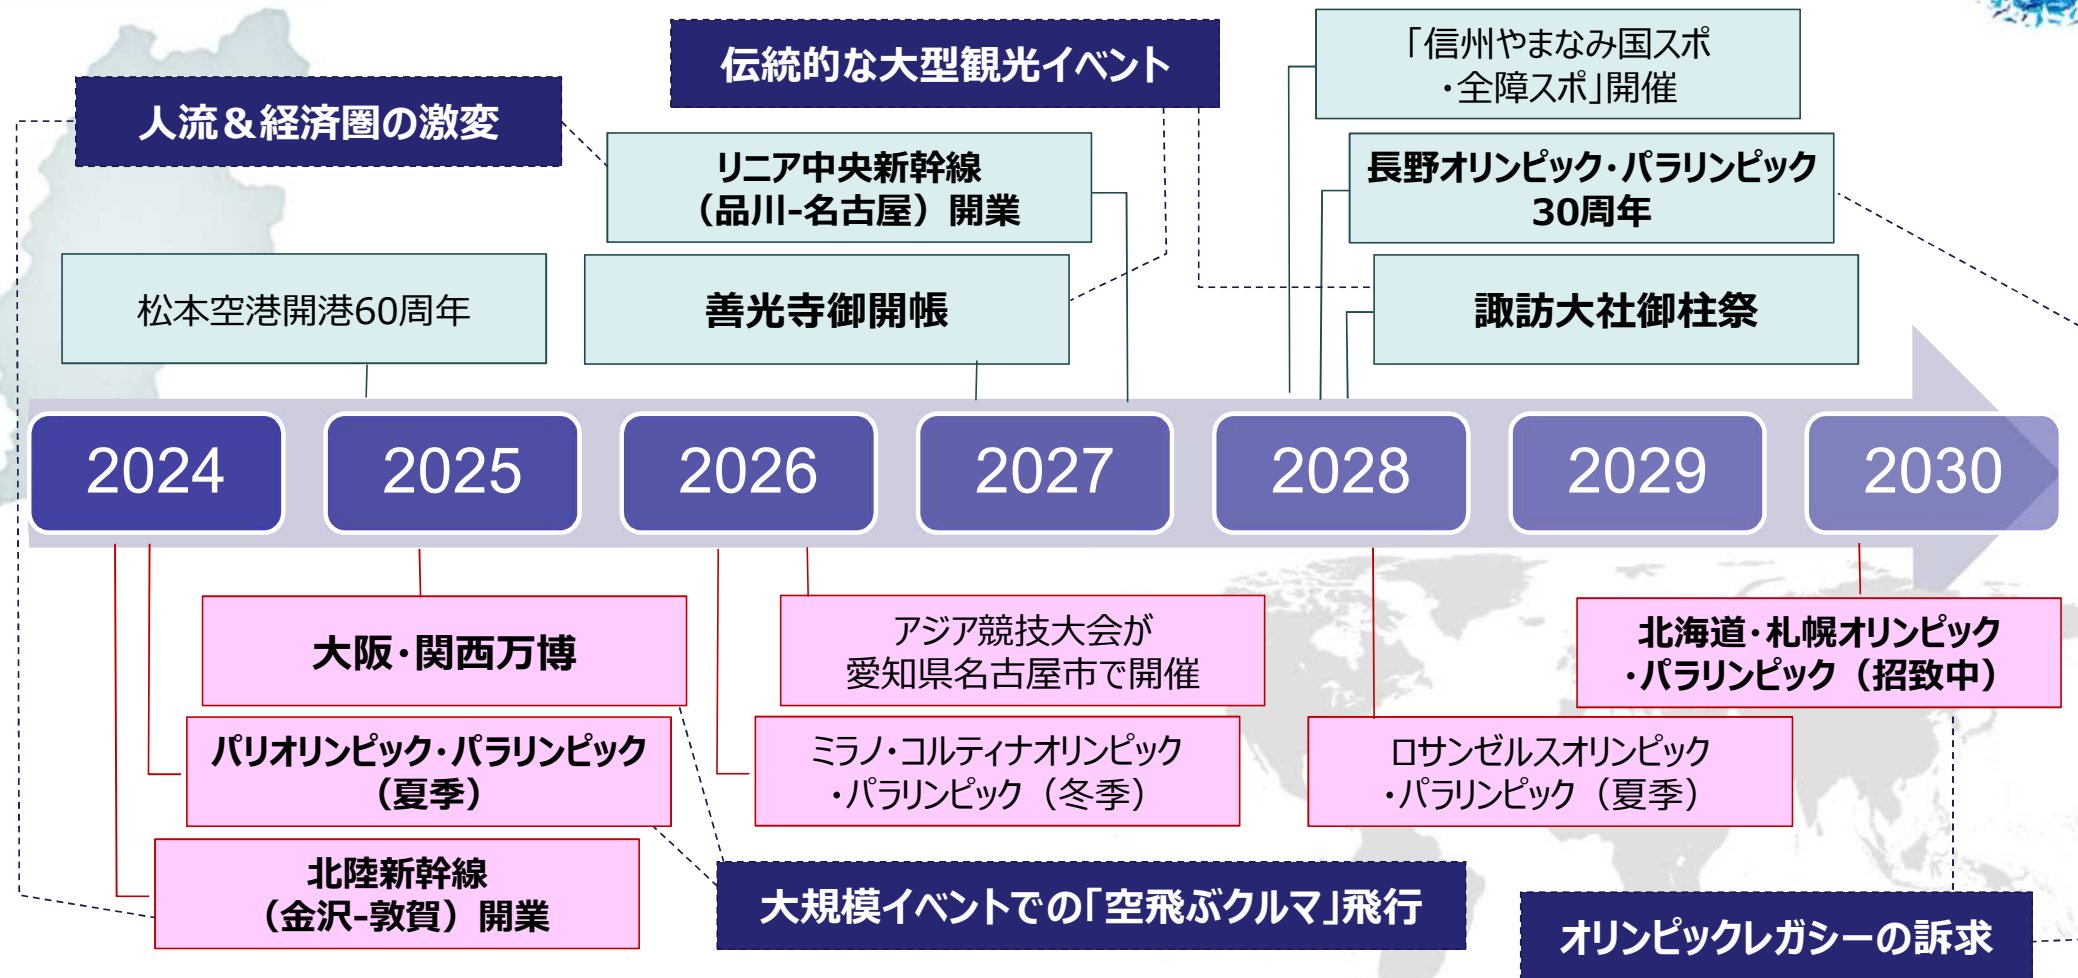 伝統的な大型観光イベント
「信州やまなみ国スポ
・全障スポ」開催
人流＆経済圏の激変
リニア中央新幹線
（品川-名古屋）開業
長野オリンピック・パラリンピック
30周年
松本空港開港60周年
善光寺御開帳
諏訪大社御柱祭
2024
2025
2026
2027
2028
2029
2030
大阪・関西万博
アジア競技大会が
愛知県名古屋市で開催
北海道・札幌オリンピック
・パラリンピック（招致中）
パリオリンピック・パラリンピック
（夏季）
ミラノ・コルティナオリンピック
・パラリンピック（冬季）
ロサンゼルスオリンピック
・パラリンピック（夏季）
北陸新幹線
（金沢-敦賀）開業
大規模イベントでの「空飛ぶクルマ」飛行
オリンピックレガシーの訴求